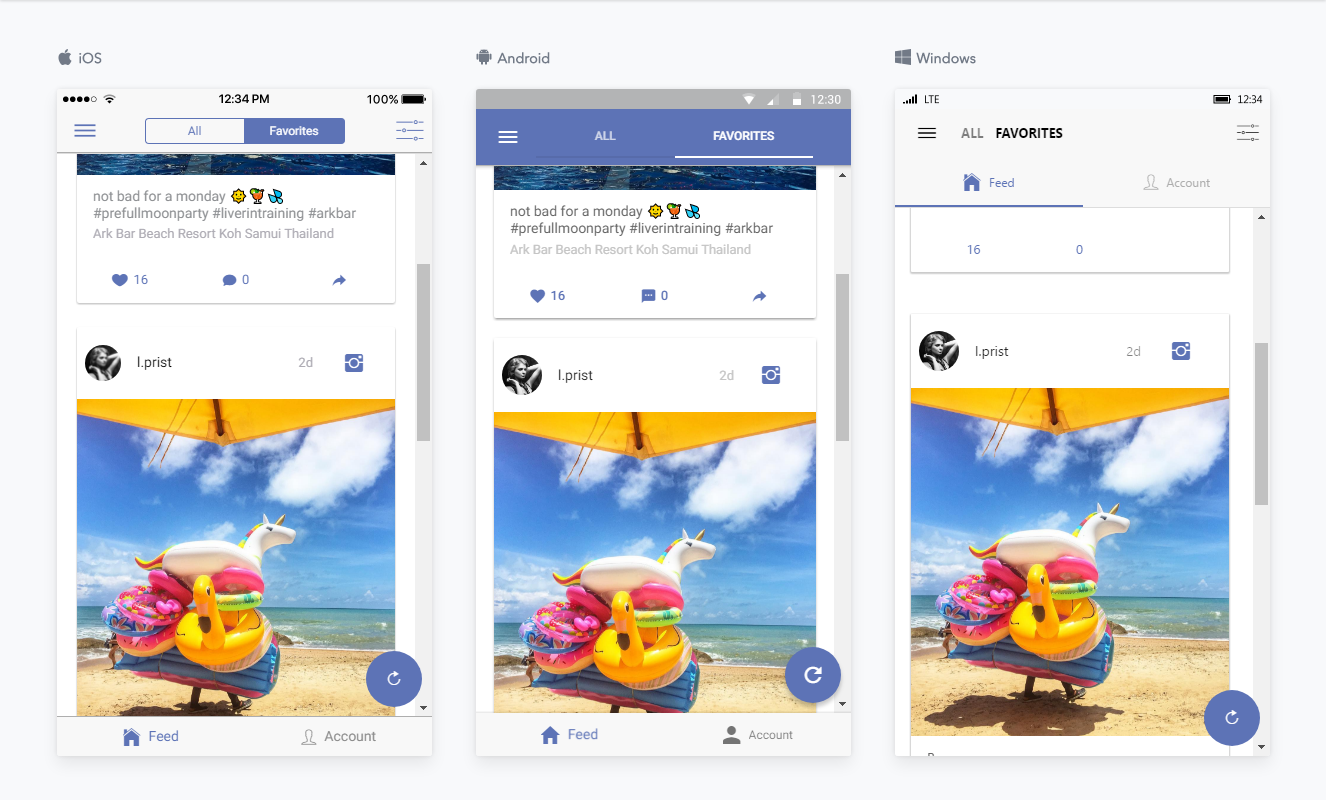 iOS
12:34 PM
100%
All Favorites
not bad for a monday 🌞🍹💦
#prefullmoonparty #liverintraining #arkbar
Ark Bar Beach Resort Koh Samui Thailand
16 0
l.prist 2d
Feed Account
Android
12:30
ALL FAVORITES
not bad for a monday 🌞🍹💦
#prefullmoonparty #liverintraining #arkbar
Ark Bar Beach Resort Koh Samui Thailand
16 0
l.prist 2d
Feed Account
Windows
LTE 12:34
ALL FAVORITES
Feed Account
16 0
l.prist 2d